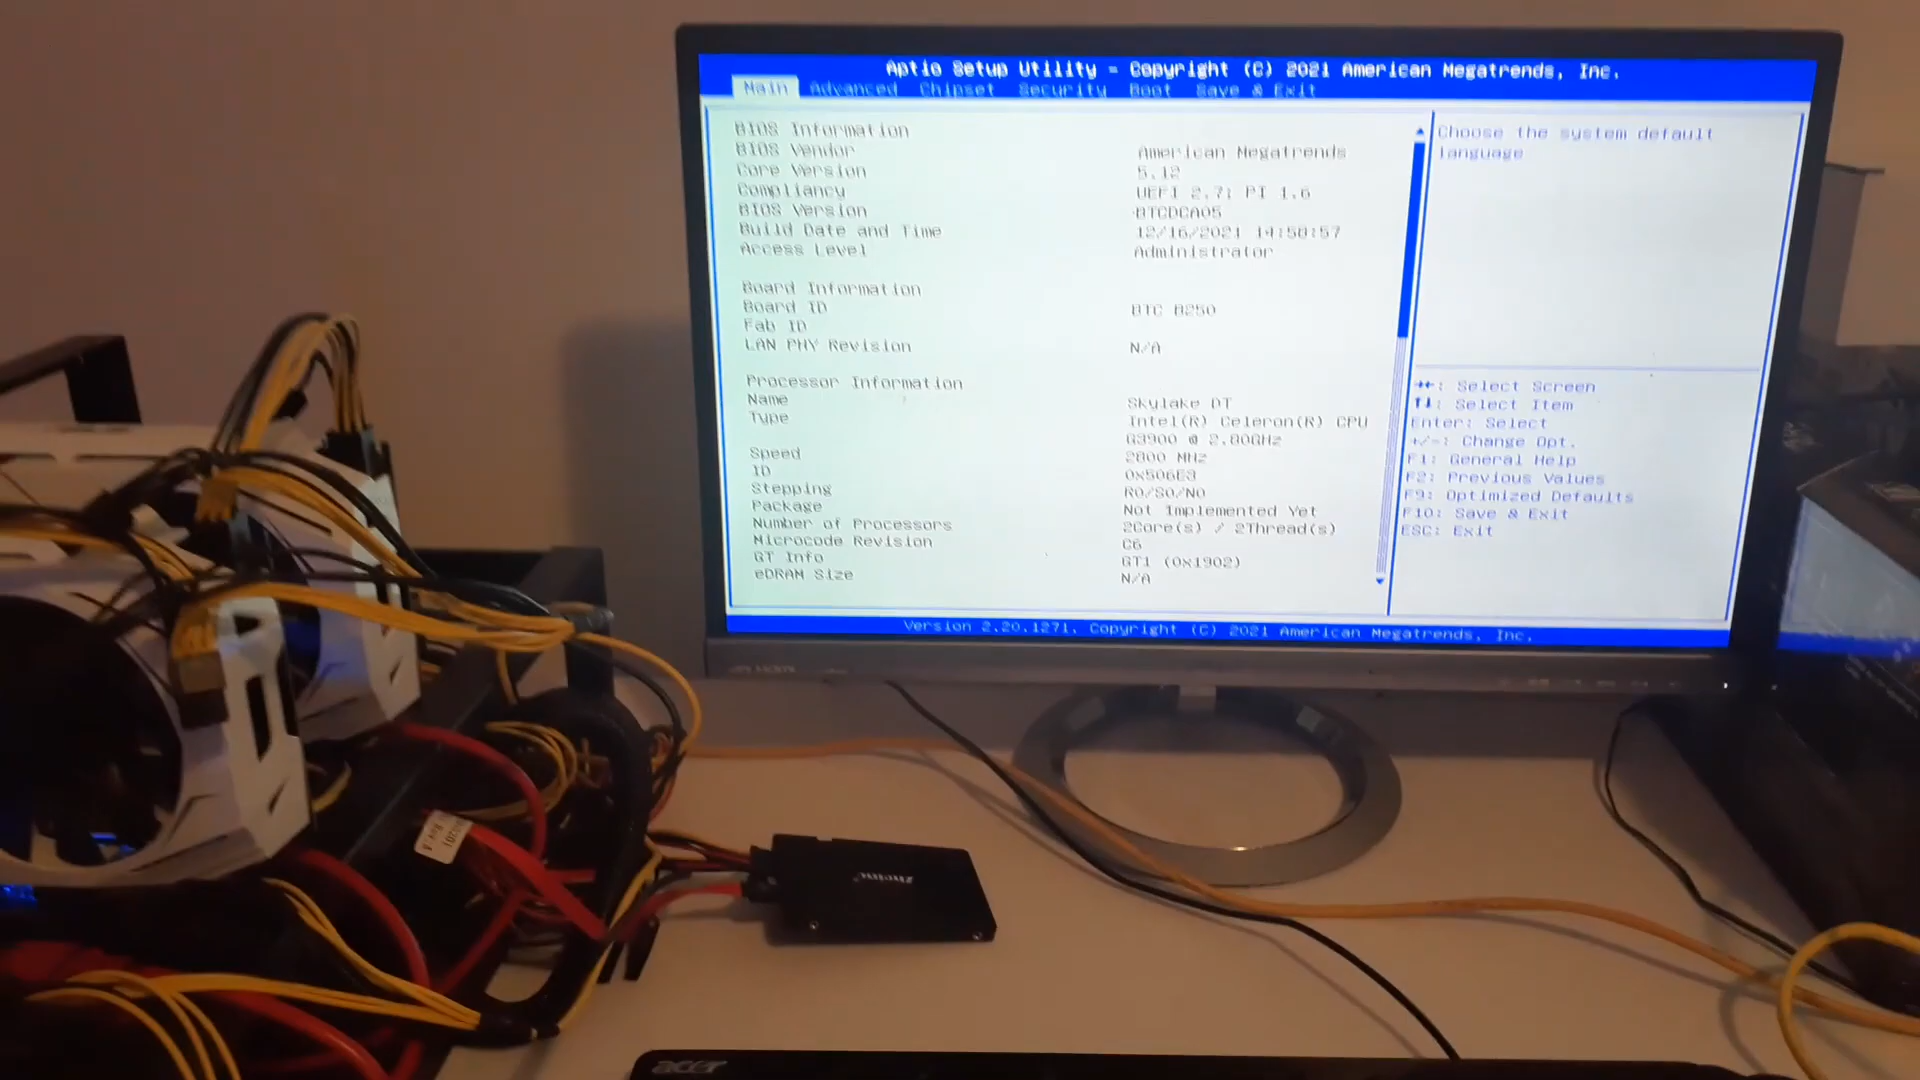 Aptio Setup Utility - Copyright (C) 2021 American Megatrends, Inc.
Main Advanced Chipset Security Boot Save & Exit
BIOS Information
BIOS Vendor American Megatrends
Core Version 5.12
Compliancy UEFI 2.7; PI 1.6
BIOS Version BTCDCA05
Build Date and Time 12/16/2021 14:58:57
Access Level Administrator
Board Information
Board ID BTC B250
Fab ID
LAN PHY Revision N/A
Processor Information
Name Skylake DT
Type Intel(R) Celeron(R) CPU
G3900 @ 2.80GHz
Speed 2800 MHz
ID 0x506E3
Stepping R0/S0/N0
Package Not Implemented Yet
Number of Processors 2Core(s) / 2Thread(s)
Microcode Revision C6
GT Info GT1 (0x1902)
eDRAM Size N/A
Choose the system default
language
→←: Select Screen
↑↓: Select Item
Enter: Select
+/-: Change Opt.
F1: General Help
F2: Previous Values
F9: Optimized Defaults
F10: Save & Exit
ESC: Exit
Version 2.20.1271. Copyright (C) 2021 American Megatrends, Inc.
acer